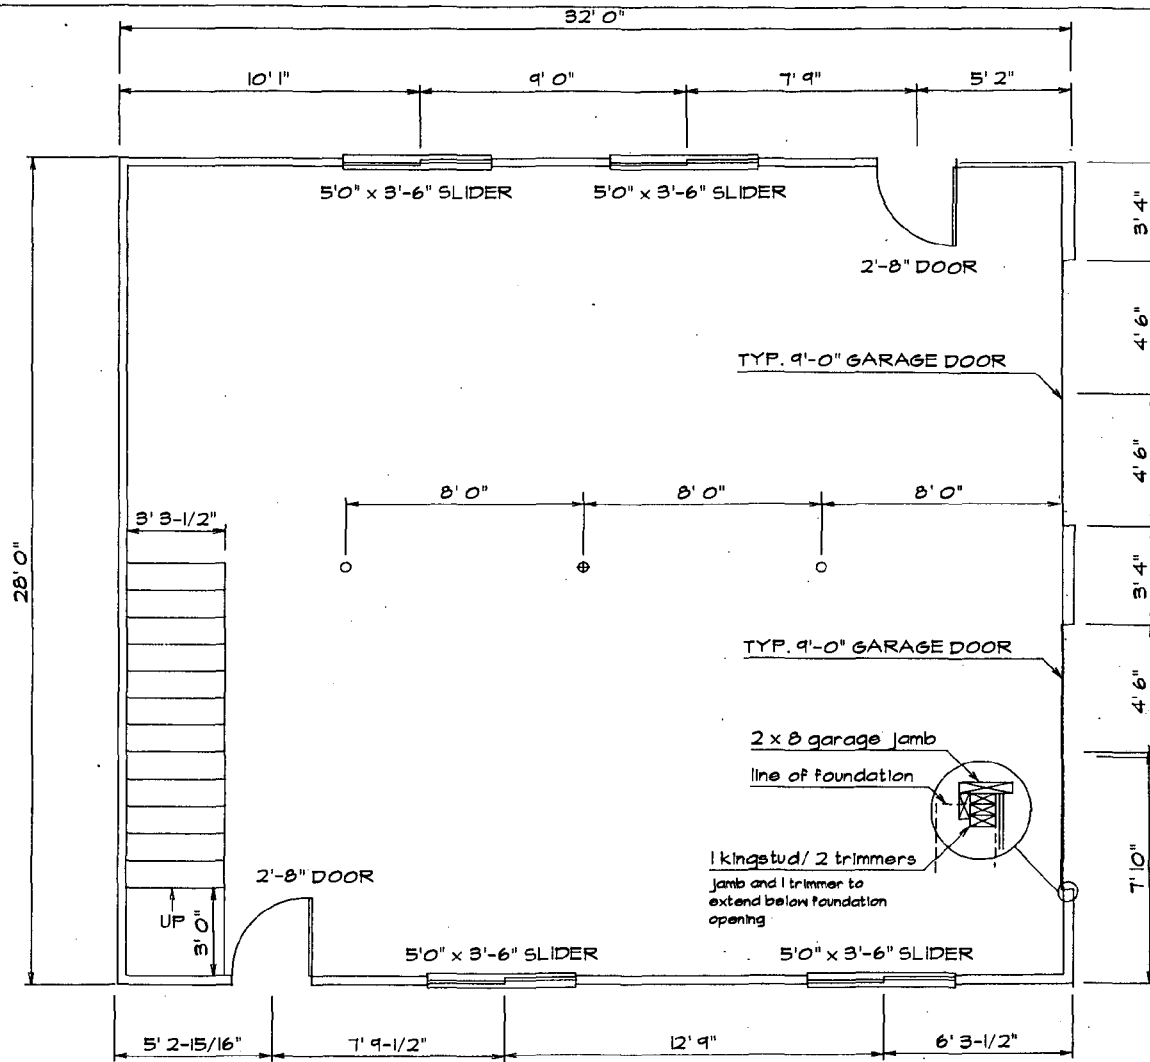 32' 0"
10' 1" 9' 0" 7' 9" 5' 2"
5'0" x 3'-6" SLIDER 5'0" x 3'-6" SLIDER
3' 4"
2'-8" DOOR
4' 6"
TYP. 9'-0" GARAGE DOOR
4' 6"
8' 0" 8' 0" 8' 0"
3' 3-1/2"
28' 0"
3' 4"
TYP. 9'-0" GARAGE DOOR
4' 6"
2 x 8 garage jamb
line of foundation
1 kingstud/ 2 trimmers
jamb and 1 trimmer to
extend below foundation
opening
7' 10"
2'-8" DOOR
UP
3' 0"
5'0" x 3'-6" SLIDER 5'0" x 3'-6" SLIDER
5' 2-15/16" 7' 9-1/2" 12' 9" 6' 3-1/2"